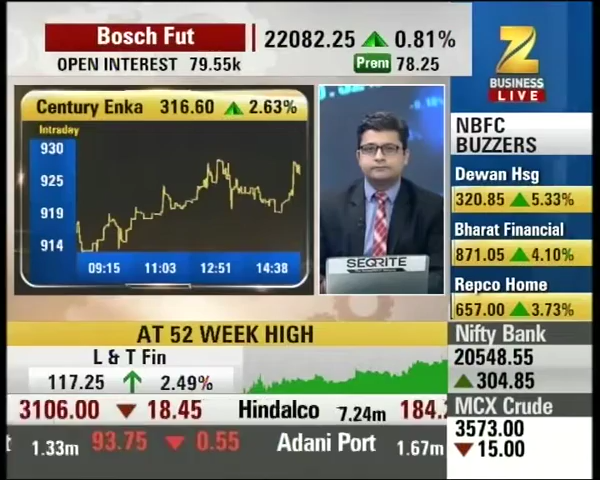 Bosch Fut 22082.25 0.81%
OPEN INTEREST 79.55k Prem 78.25
Z
BUSINESS
LIVE
Century Enka 316.60 2.63%
Intraday
930
925
919
914
09:15 11:03 12:51 14:38
SEQRITE
NBFC
BUZZERS
Dewan Hsg
320.85 5.33%
Bharat Financial
871.05 4.10%
Repco Home
657.00 3.73%
Nifty Bank
20548.55
304.85
MCX Crude
3573.00
15.00
AT 52 WEEK HIGH
L & T Fin
117.25 2.49%
3106.00 18.45 Hindalco 7.24m 184.
t 1.33m 93.75 0.55 Adani Port 1.67m